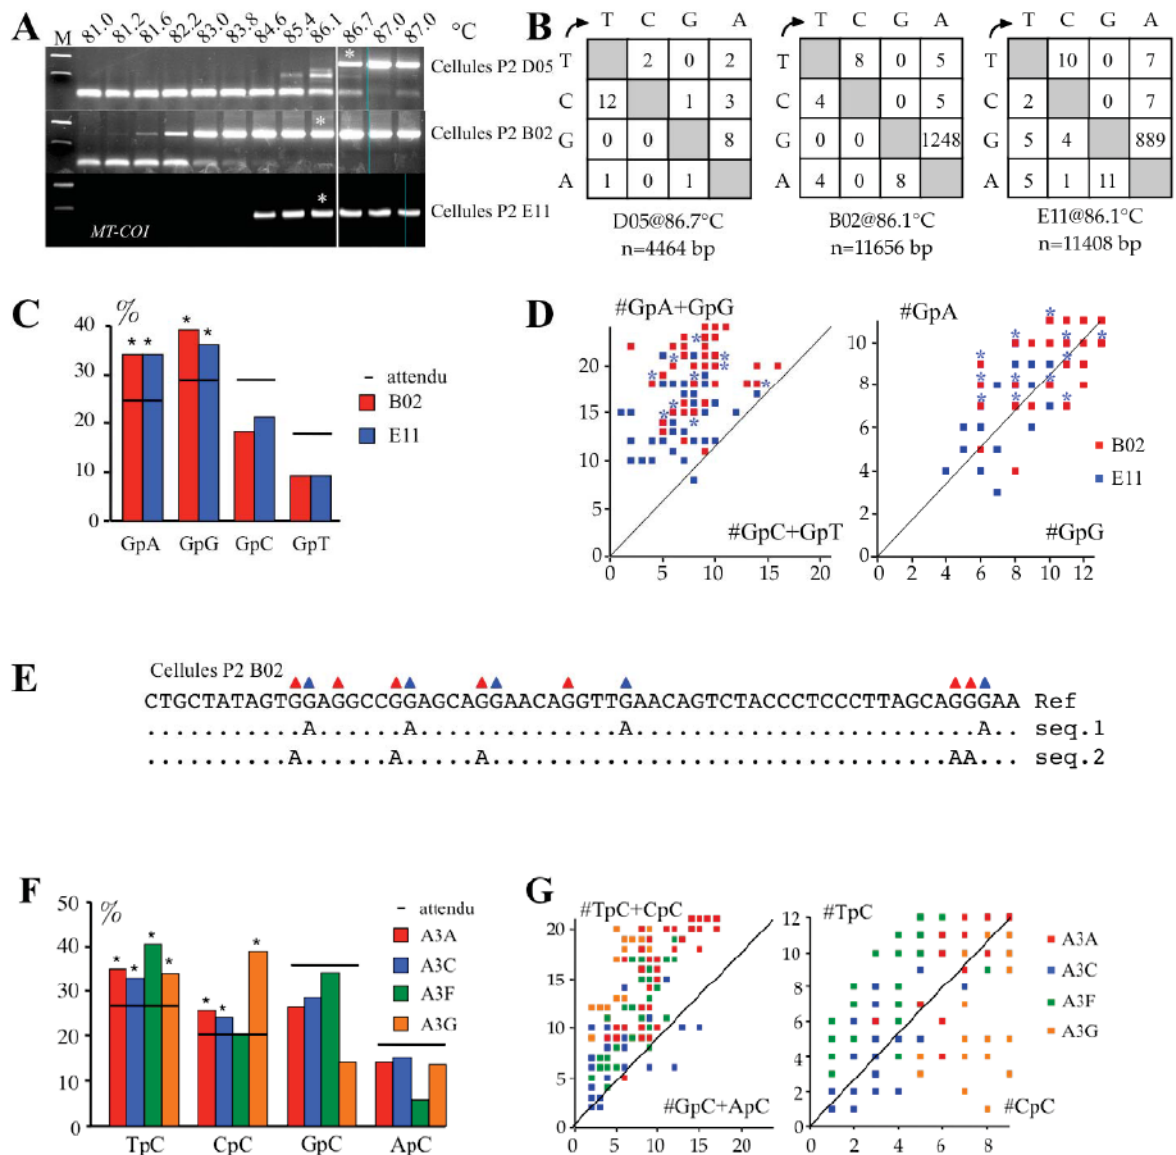 A
M
81.0
81.2
81.6
82.2
83.0
83.8
84.6
85.4
86.1
86.7
87.0
87.0
°C
Cellules P2 D05
*
Cellules P2 B02
*
Cellules P2 E11
*
MT-COI
B
T C G A
T 2 0 2
C 12 1 3
G 0 0 8
A 1 0 1
D05@86.7°C
n=4464 bp
T C G A
T 8 0 5
C 4 0 5
G 0 0 1248
A 4 0 8
B02@86.1°C
n=11656 bp
T C G A
T 10 0 7
C 2 0 7
G 5 4 889
A 5 1 11
E11@86.1°C
n=11408 bp
C
%
40
30
20
10
0
* *
* *
– attendu
B02
E11
GpA GpG GpC GpT
D
#GpA+GpG
20
15
10
5
0
#GpC+GpT
0 5 10 15 20
#GpA
10
8
6
4
2
0
B02
E11
#GpG
0 2 4 6 8 10 12
E
Cellules P2 B02
CTGCTATAGTGGAGGCCGGAGCAGGAACAGGTTGAACAGTCTACCCTCCCTTAGCAGGGAA Ref
...........A......A..............A........................A.. seq.1
..........A......A.....A................................AA... seq.2
F
%
50
40
30
20
10
0
* * * *
* * *
– attendu
A3A
A3C
A3F
A3G
TpC CpC GpC ApC
G
#TpC+CpC
20
15
10
5
0
#GpC+ApC
0 5 10 15 20
#TpC
12
10
8
6
4
2
0
A3A
A3C
A3F
A3G
#CpC
0 2 4 6 8